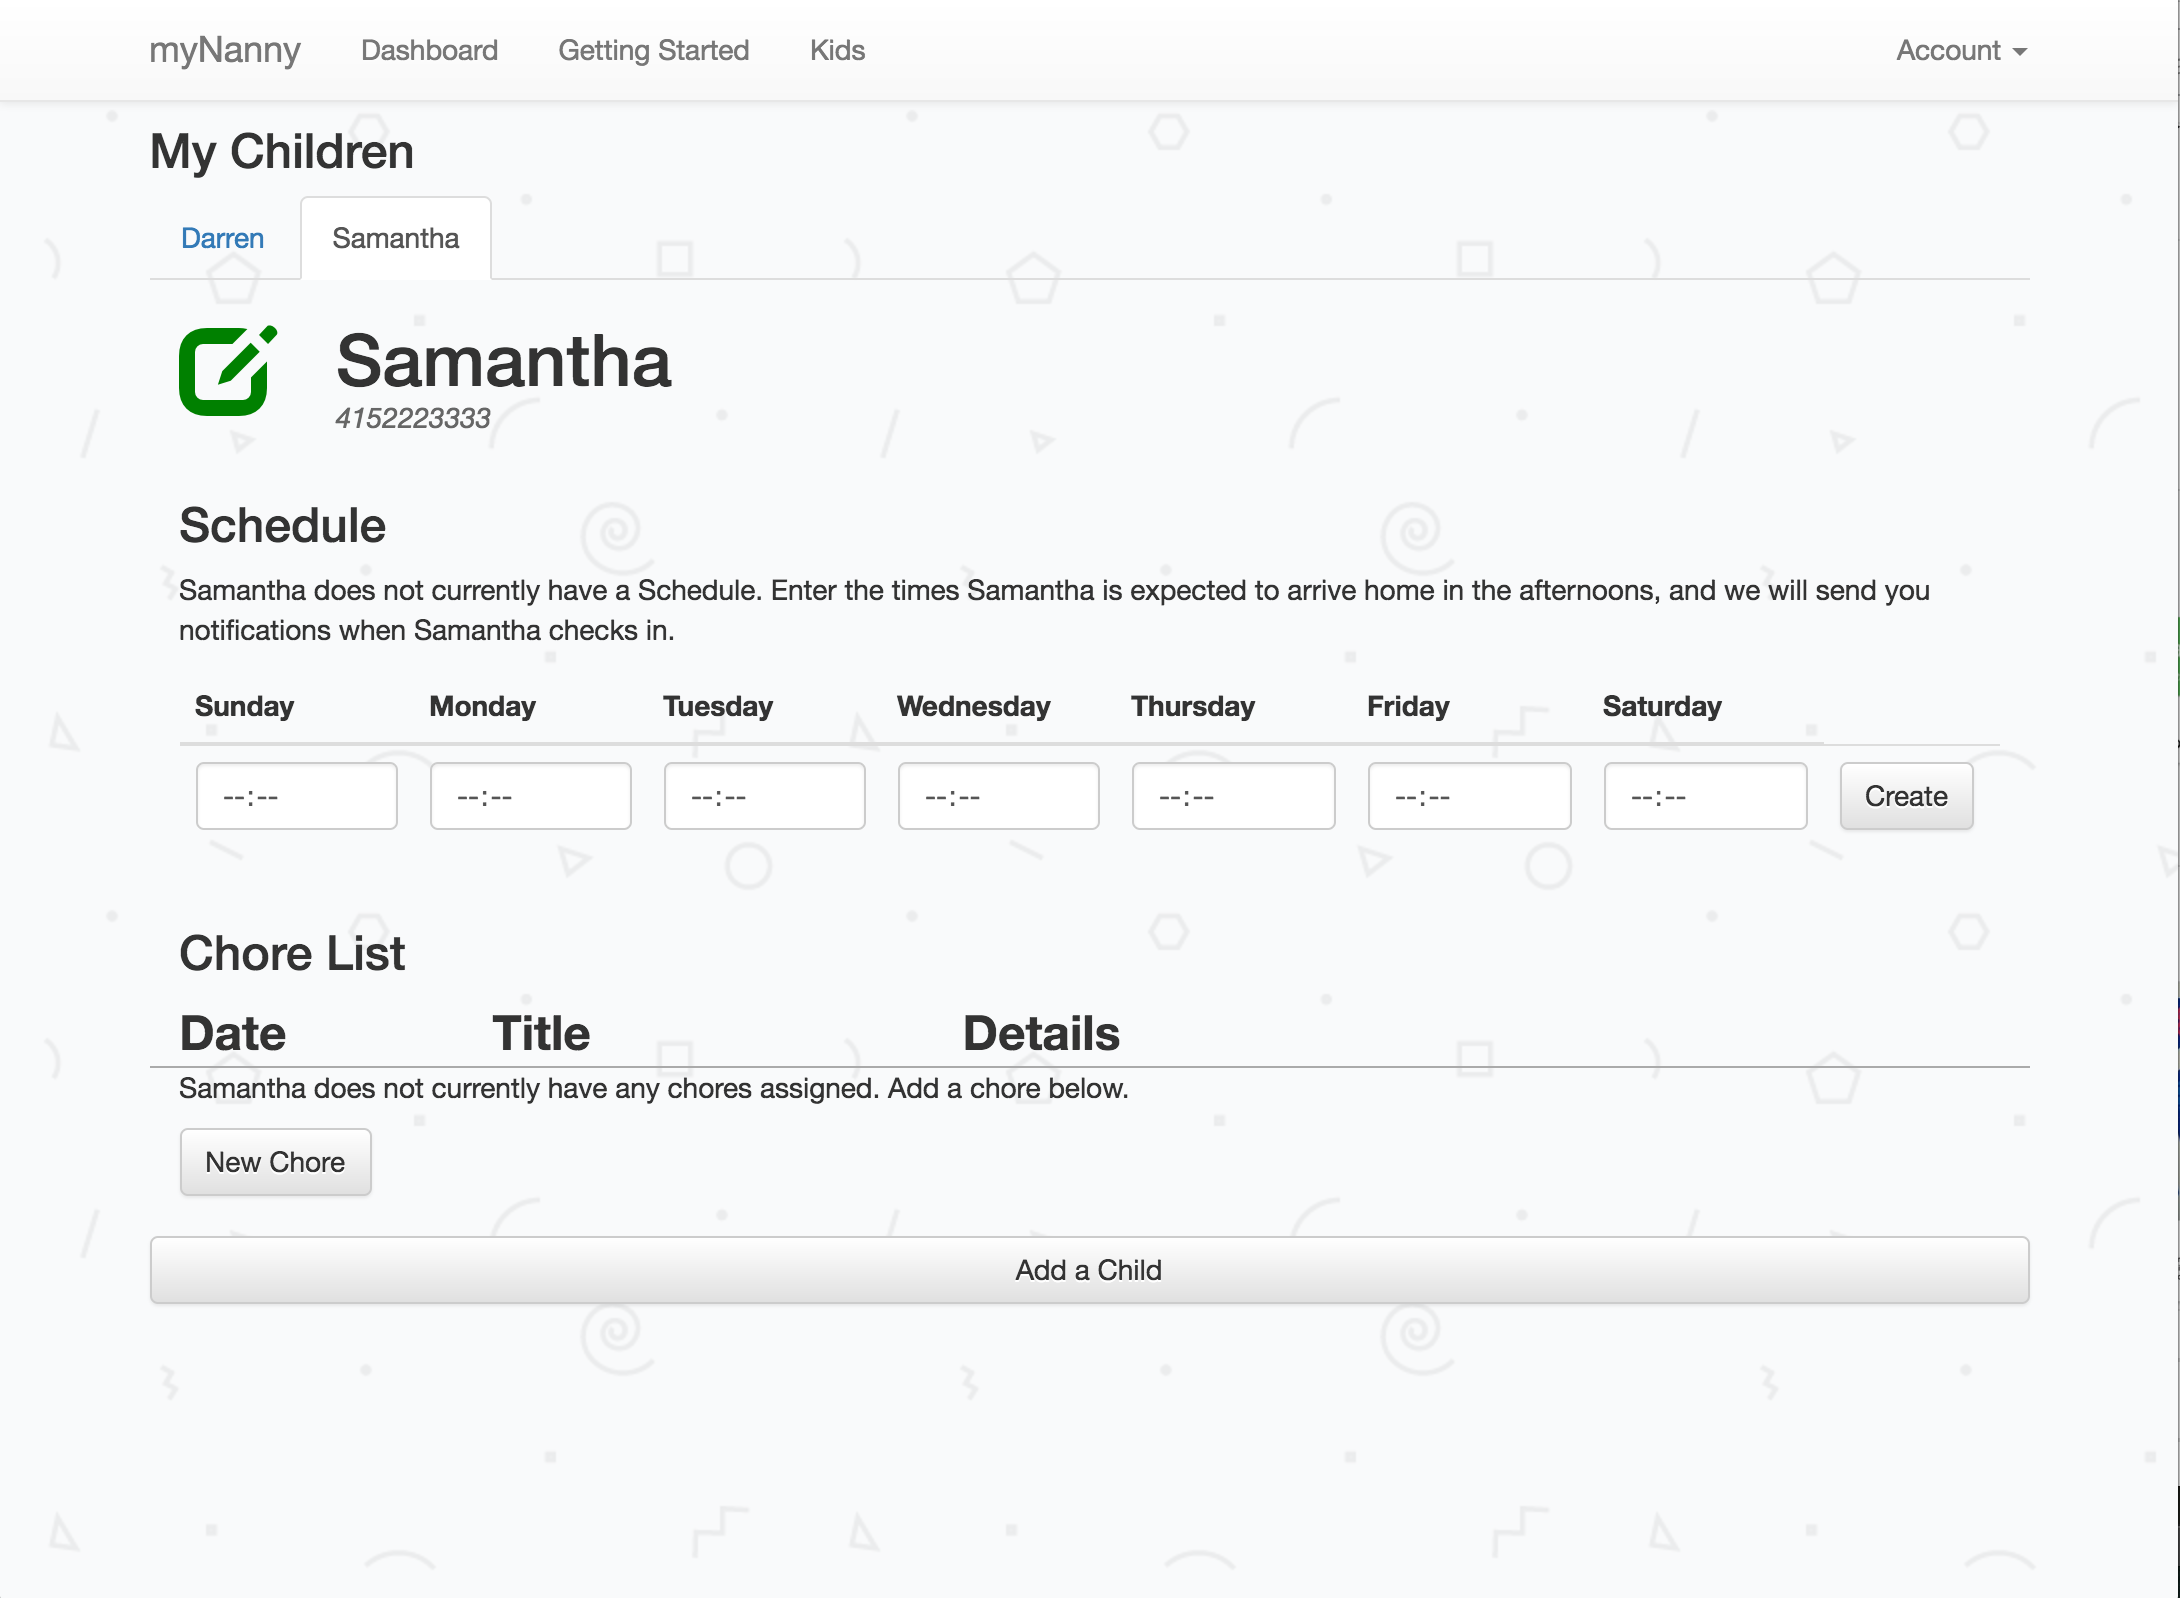 myNanny Dashboard Getting Started Kids Account
My Children
Darren Samantha
Samantha
4152223333
Schedule
Samantha does not currently have a Schedule. Enter the times Samantha is expected to arrive home in the afternoons, and we will send you
notifications when Samantha checks in.
Sunday Monday Tuesday Wednesday Thursday Friday Saturday
--:-- --:-- --:-- --:-- --:-- --:-- --:-- Create
Chore List
Date Title Details
Samantha does not currently have any chores assigned. Add a chore below.
New Chore
Add a Child